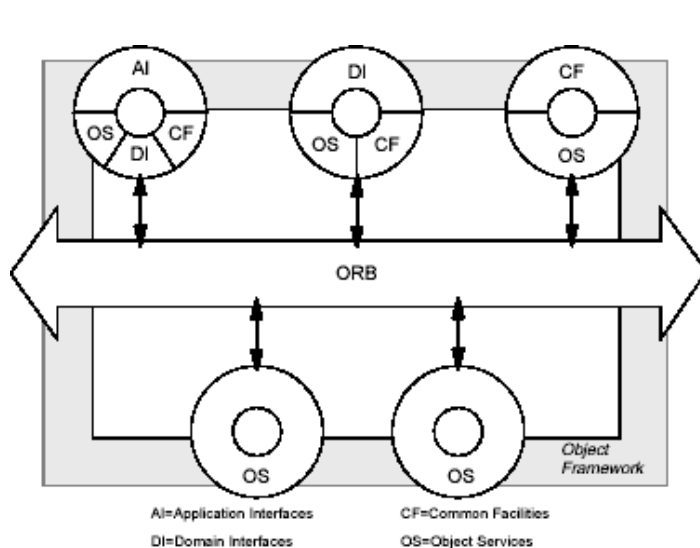 AI
OS
CF
DI
DI
OS
CF
CF
OS
ORB
OS
OS
Object
Framework
AI=Application Interfaces
CF=Common Facilities
DI=Domain Interfaces
OS=Object Services